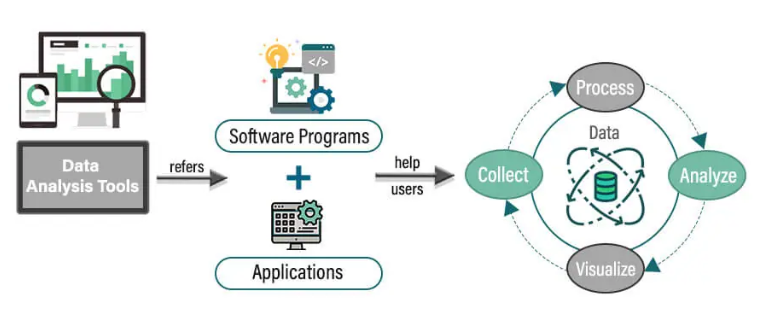 Data
Analysis Tools
refers
Software Programs
</>
+
Applications
help
users
Process
Data
Collect
Analyze
Visualize